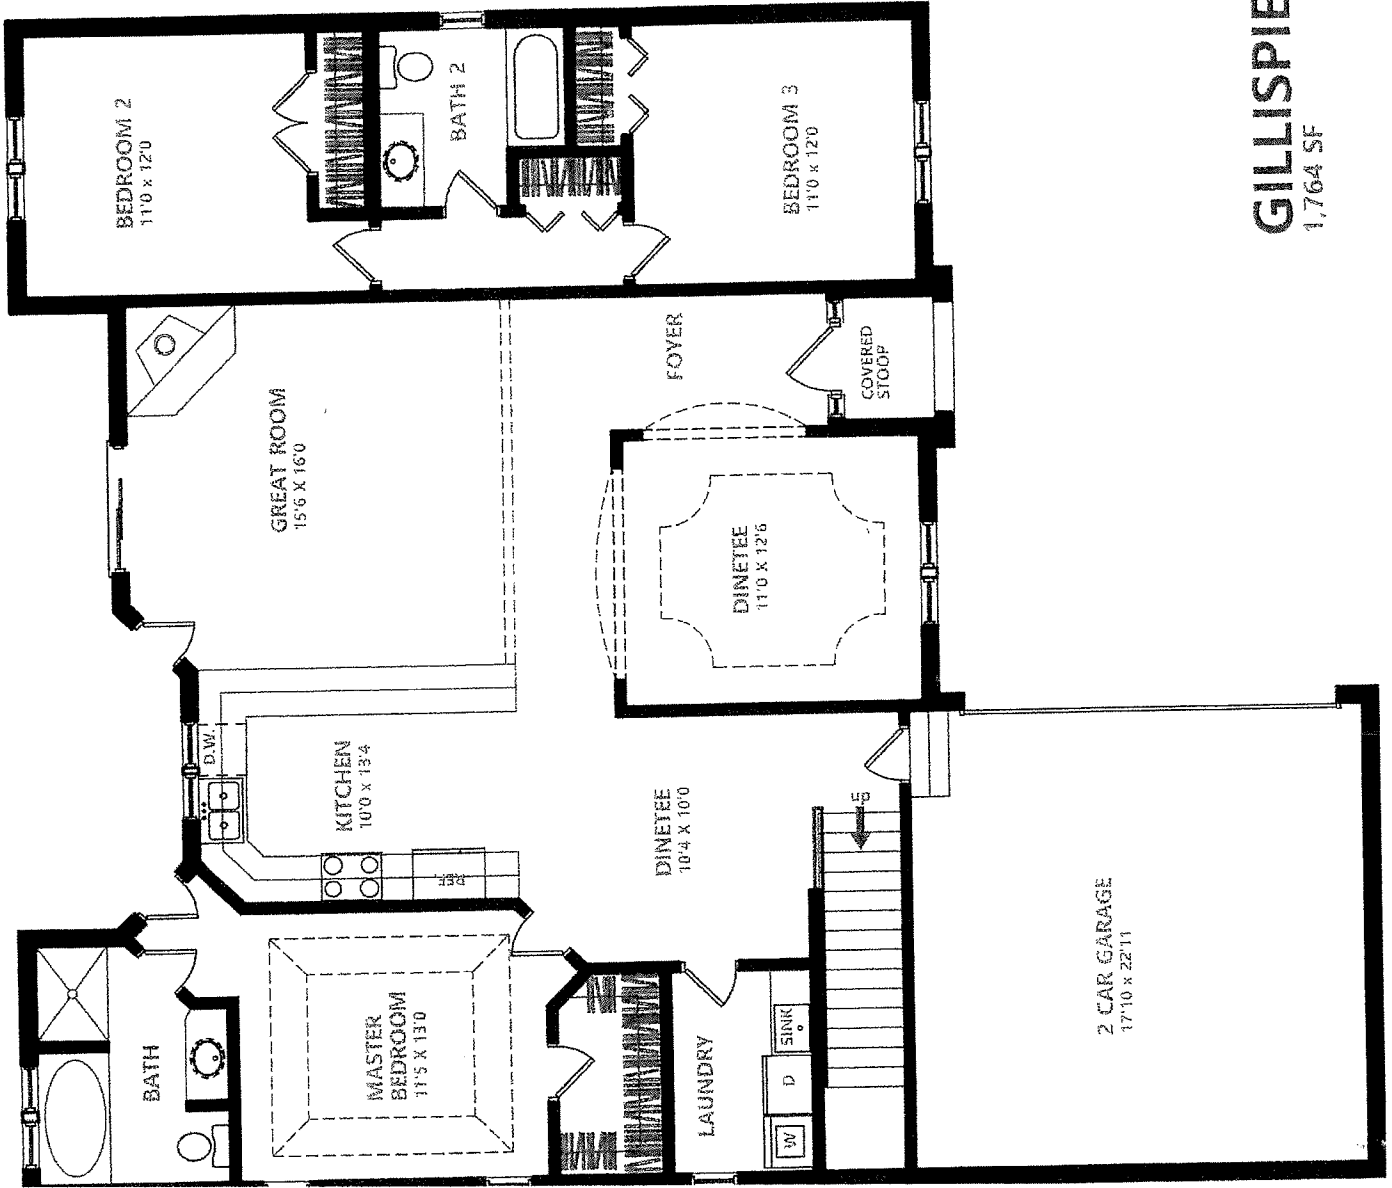 GILLISPIE
1,764 SF
BEDROOM 2
11'0 x 12'0
BATH 2
BEDROOM 3
11'0 x 12'0
GREAT ROOM
15'6 X 16'0
FOYER
COVERED
STOOP
DINETEE
11'0 X 12'6
D.W.
KITCHEN
10'0 x 13'4
REF.
DINETEE
10'4 X 10'0
UP
BATH
MASTER
BEDROOM
11'5 X 13'0
LAUNDRY
SINK
D
W
2 CAR GARAGE
17'10 x 22'11